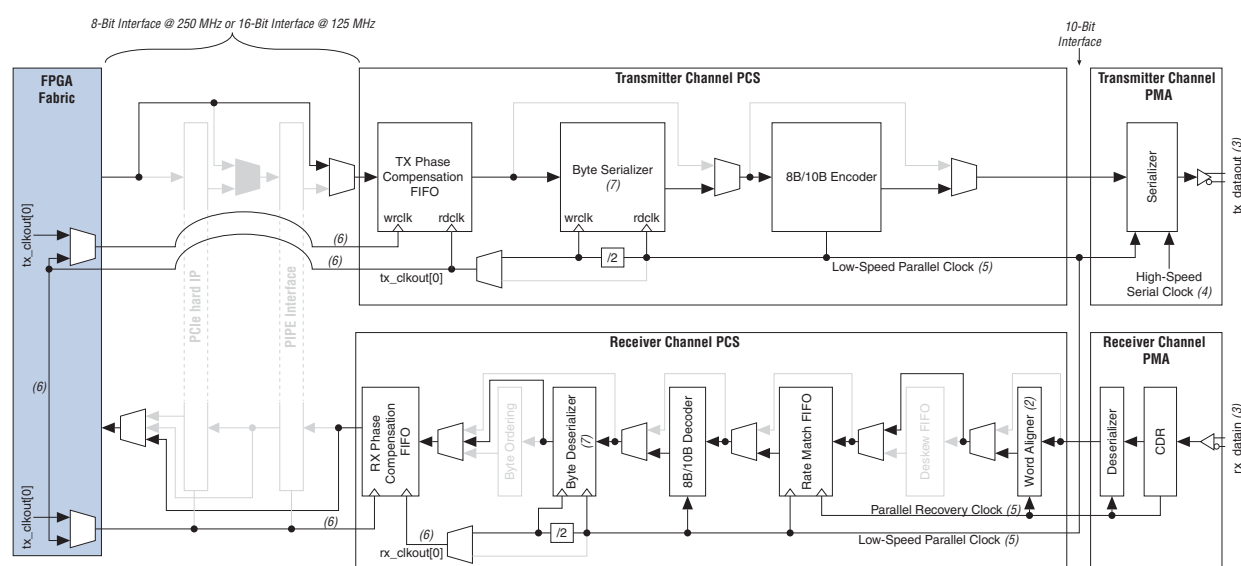 8-Bit Interface @ 250 MHz or 16-Bit Interface @ 125 MHz
10-Bit
Interface
FPGA
Fabric
Transmitter Channel PCS
Transmitter Channel
PMA
TX Phase
Compensation
FIFO
wrclk
rdclk
Byte Serializer
(7)
wrclk
rdclk
8B/10B Encoder
Serializer
tx_dataout (3)
tx_clkout[0]
(6)
(6)
tx_clkout[0]
/2
Low-Speed Parallel Clock (5)
High-Speed
Serial Clock (4)
PCIe hard IP
PIPE Interface
(6)
Receiver Channel PCS
Receiver Channel
PMA
RX Phase
Compensation
FIFO
Byte Ordering
Byte Deserializer
(7)
8B/10B Decoder
Rate Match FIFO
Deskew FIFO
Word Aligner (2)
Deserializer
CDR
rx_datain (3)
tx_clkout[0]
(6)
(6)
rx_clkout[0]
/2
Parallel Recovery Clock (5)
Low-Speed Parallel Clock (5)